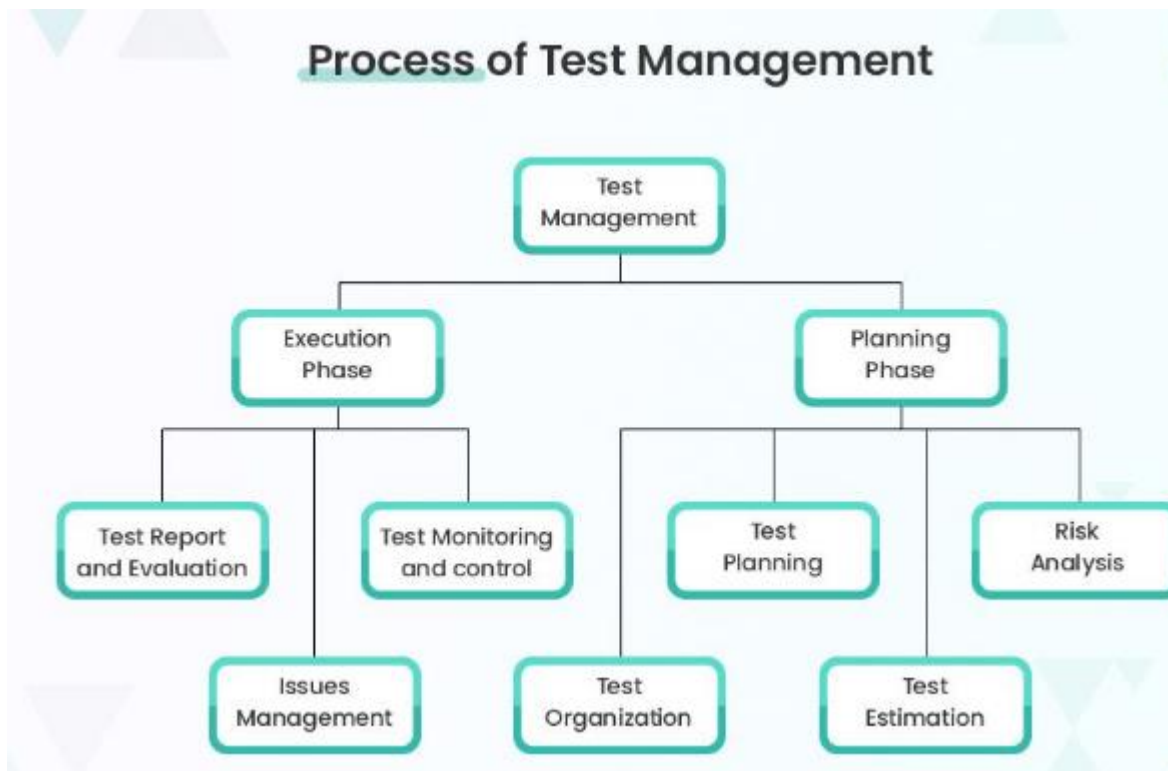 Process of Test Management
Test
Management
Execution
Phase
Planning
Phase
Test Report
and Evaluation
Test Monitoring
and control
Test
Planning
Risk
Analysis
Issues
Management
Test
Organization
Test
Estimation